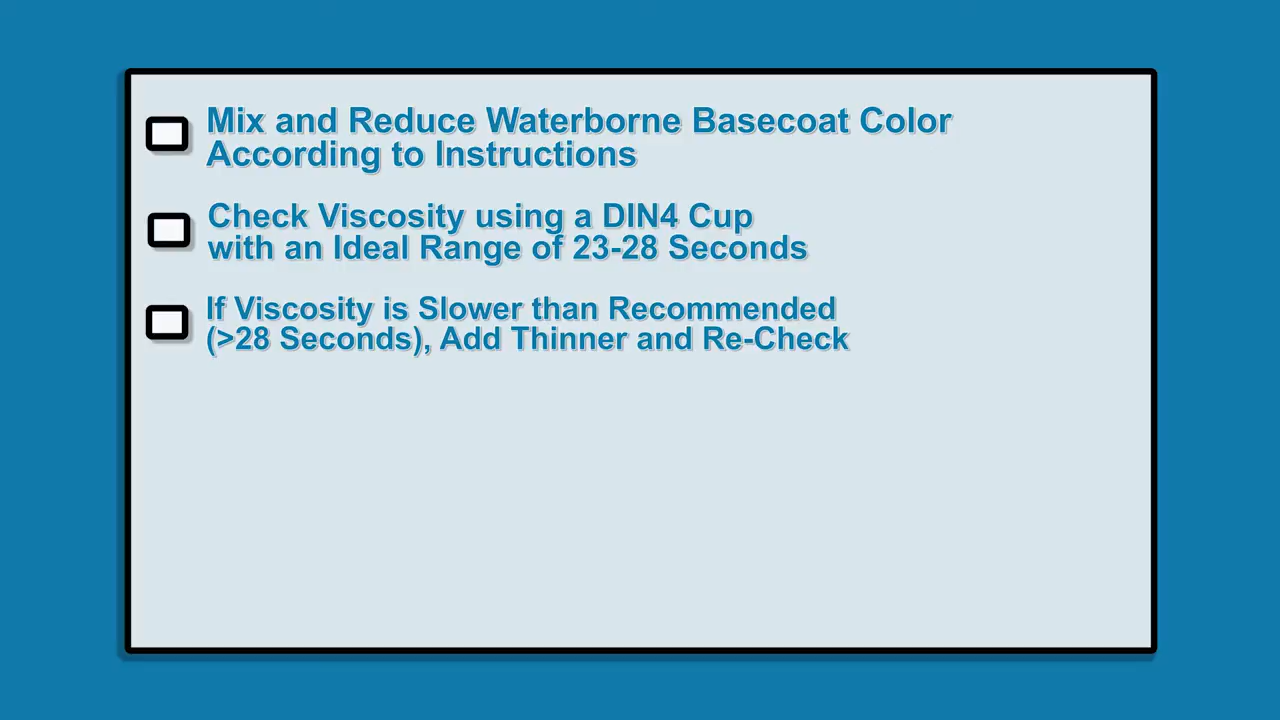 Mix and Reduce Waterborne Basecoat Color
According to Instructions
Check Viscosity using a DIN4 Cup
with an Ideal Range of 23-28 Seconds
If Viscosity is Slower than Recommended
(>28 Seconds), Add Thinner and Re-Check